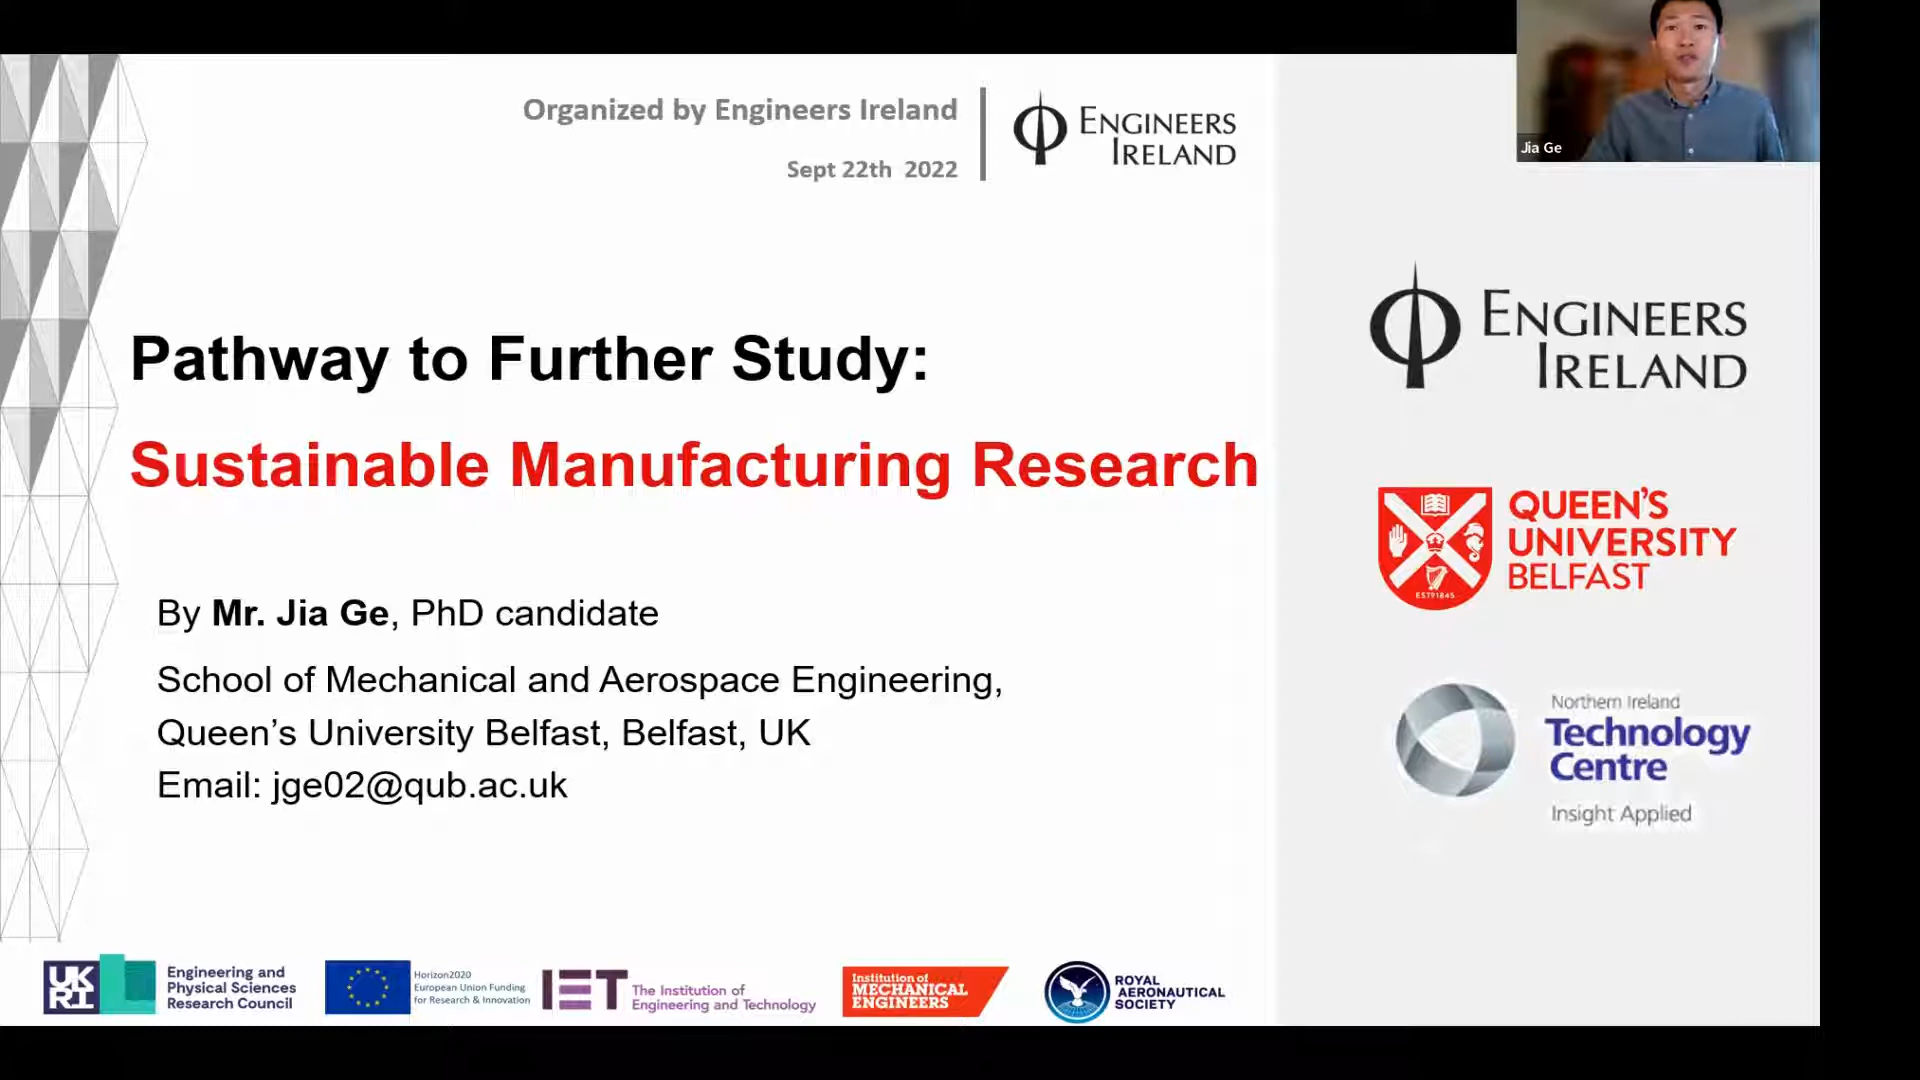 Organized by Engineers Ireland
Sept 22th 2022
ENGINEERS
IRELAND
Jia Ge
Pathway to Further Study:
Sustainable Manufacturing Research
By Mr. Jia Ge, PhD candidate
School of Mechanical and Aerospace Engineering,
Queen’s University Belfast, Belfast, UK
Email: jge02@qub.ac.uk
ENGINEERS
IRELAND
QUEEN'S
UNIVERSITY
BELFAST
ESTD1845
Northern Ireland
Technology
Centre
Insight Applied
UK
RI
Engineering and
Physical Sciences
Research Council
Horizon2020
European Union Funding
for Research & Innovation
IET
The Institution of
Engineering and Technology
Institution of
MECHANICAL
ENGINEERS
ROYAL
AERONAUTICAL
SOCIETY